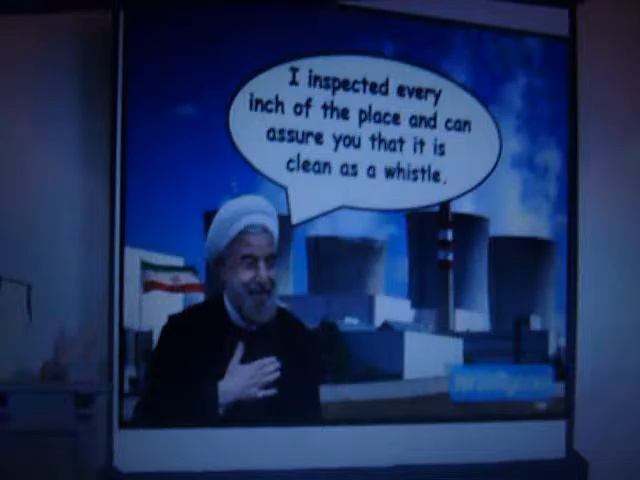 I inspected every
inch of the place and can
assure you that it is
clean as a whistle.